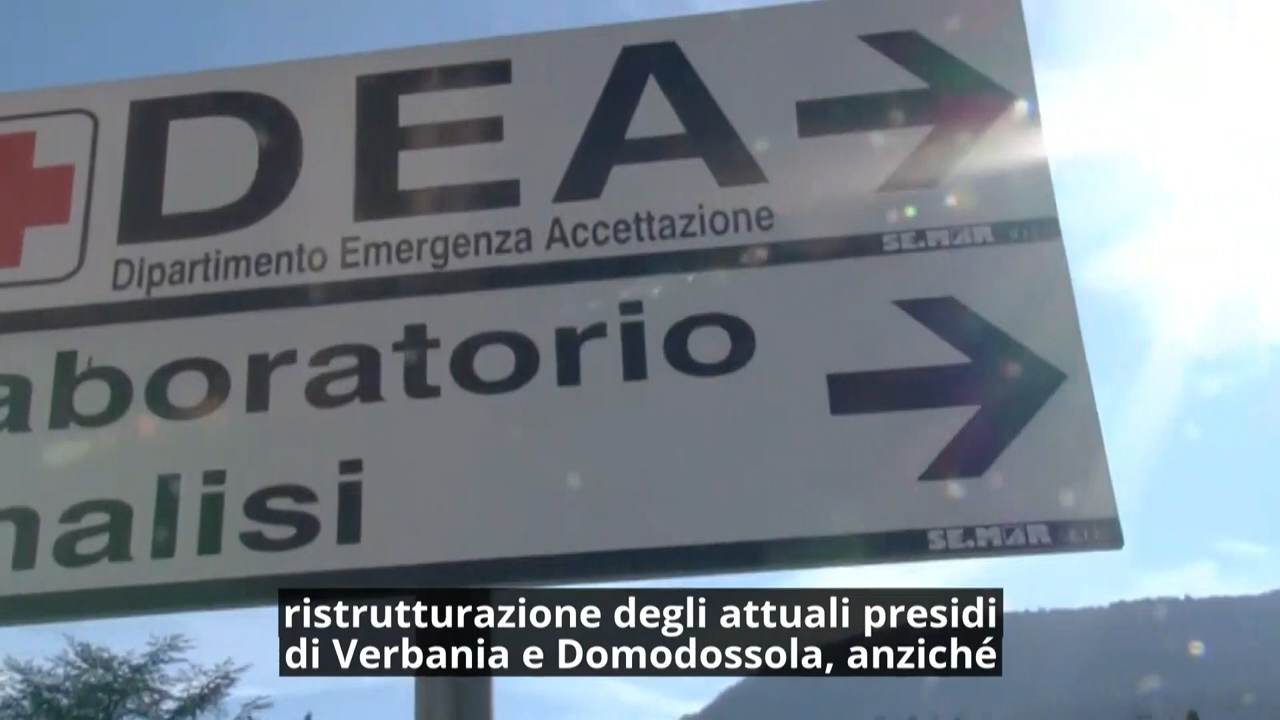 DEA
Dipartimento Emergenza Accettazione
SE.MAR
aboratorio
nalisi
SE.MAR
ristrutturazione degli attuali presidi
di Verbania e Domodossola, anziché